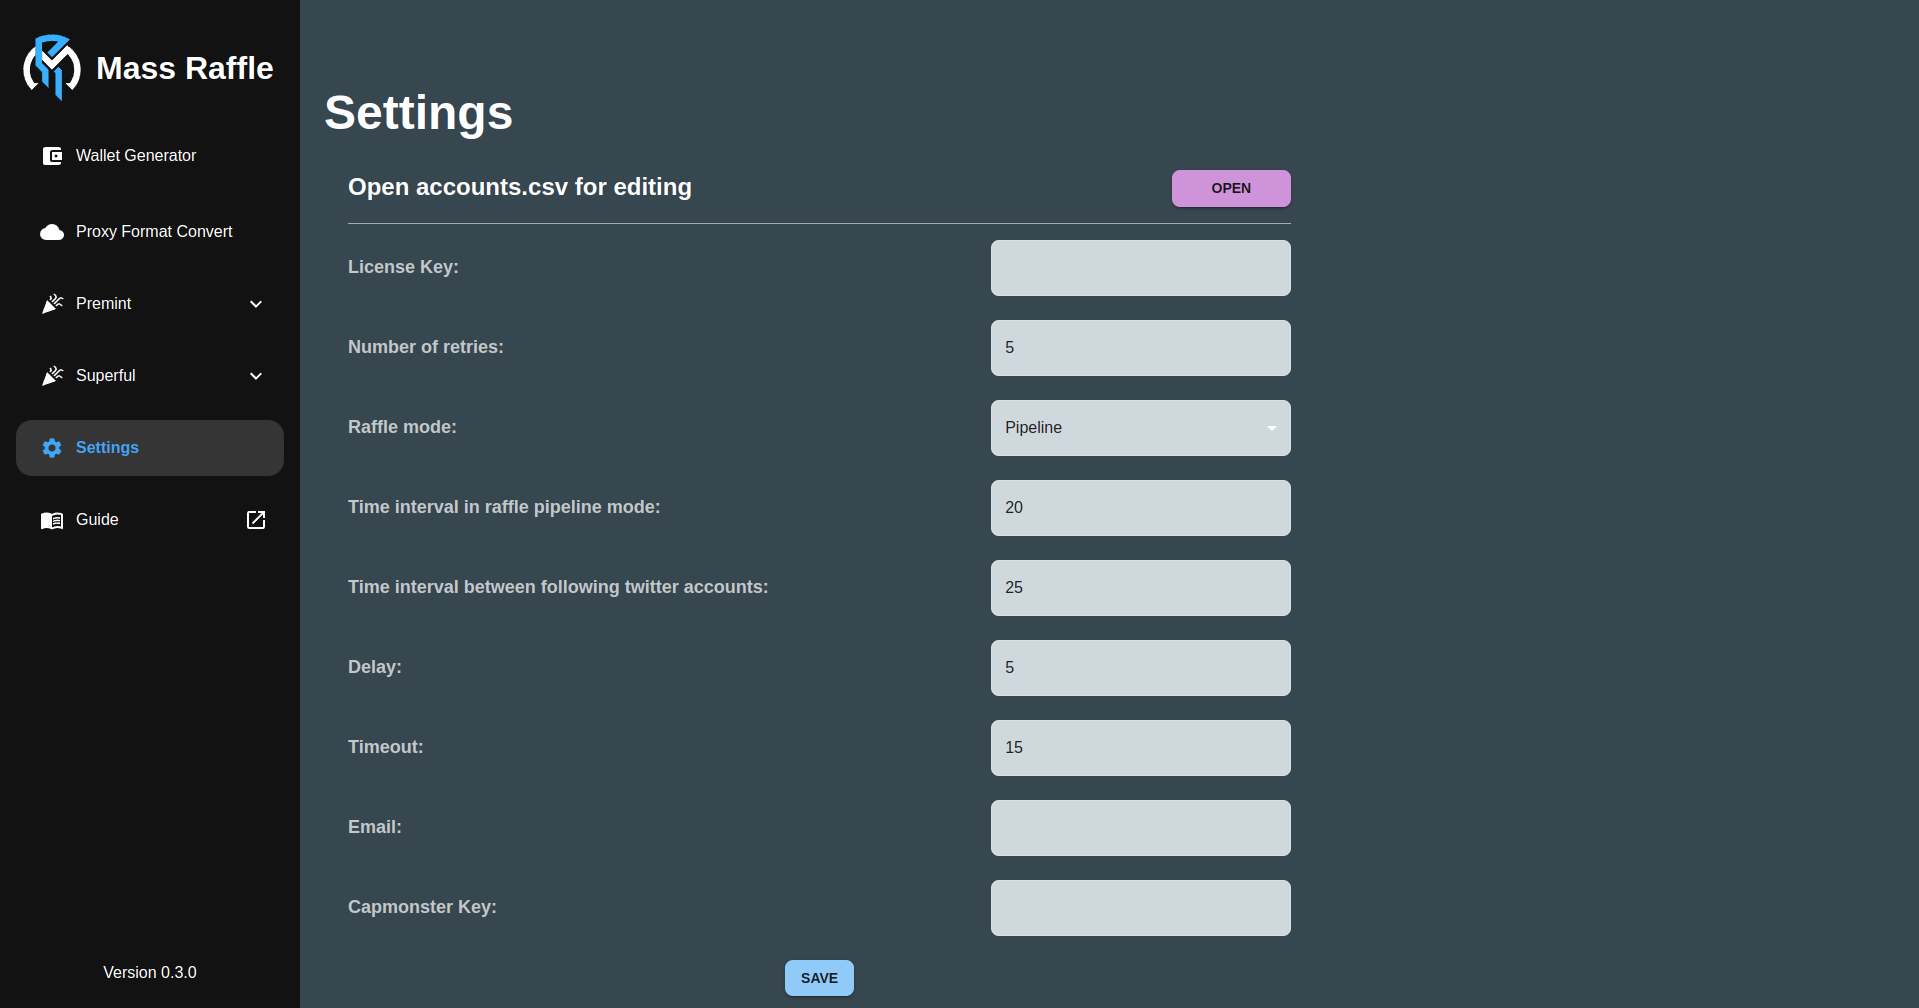 Mass Raffle
Wallet Generator
Proxy Format Convert
Premint
Superful
Settings
Guide
Version 0.3.0
Settings
Open accounts.csv for editing
OPEN
License Key:
Number of retries:
5
Raffle mode:
Pipeline
Time interval in raffle pipeline mode:
20
Time interval between following twitter accounts:
25
Delay:
5
Timeout:
15
Email:
Capmonster Key:
SAVE